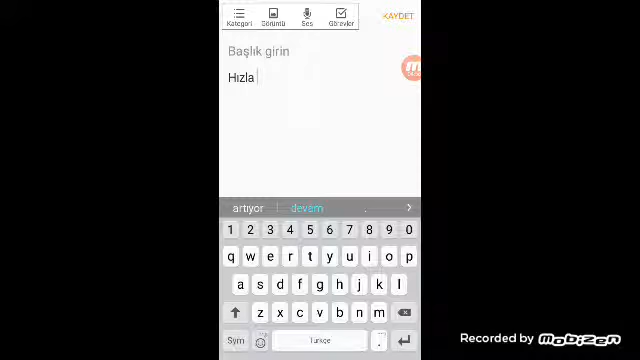 Kategori Görüntü Ses Görevler KAYDET
Başlık girin
Hızla
artıyor devam .
1 2 3 4 5 6 7 8 9 0
q w e r t y u i o p
a s d f g h j k l
z x c v b n m
Sym Türkçe .
Recorded by MOBIZEN